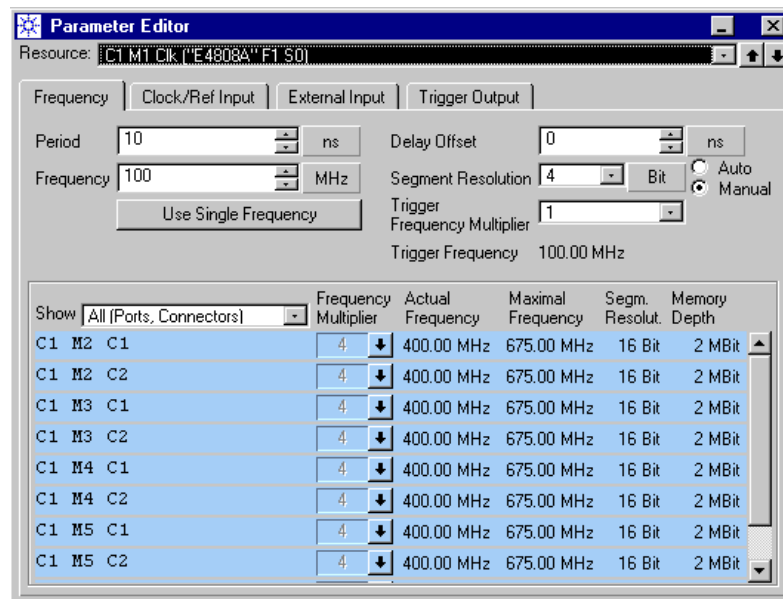 Parameter Editor
Resource: C1 M1 Clk ("E4808A" F1 S0)
Frequency Clock/Ref Input External Input Trigger Output
Period 10 ns Delay Offset 0 ns
Frequency 100 MHz Segment Resolution 4 Bit Auto
Manual
Use Single Frequency Trigger
Frequency Multiplier 1
Trigger Frequency 100.00 MHz
Show All (Ports, Connectors) Frequency Multiplier Actual Frequency Maximal Frequency Segm. Resolut. Memory Depth
C1 M2 C1 4 400.00 MHz 675.00 MHz 16 Bit 2 MBit
C1 M2 C2 4 400.00 MHz 675.00 MHz 16 Bit 2 MBit
C1 M3 C1 4 400.00 MHz 675.00 MHz 16 Bit 2 MBit
C1 M3 C2 4 400.00 MHz 675.00 MHz 16 Bit 2 MBit
C1 M4 C1 4 400.00 MHz 675.00 MHz 16 Bit 2 MBit
C1 M4 C2 4 400.00 MHz 675.00 MHz 16 Bit 2 MBit
C1 M5 C1 4 400.00 MHz 675.00 MHz 16 Bit 2 MBit
C1 M5 C2 4 400.00 MHz 675.00 MHz 16 Bit 2 MBit